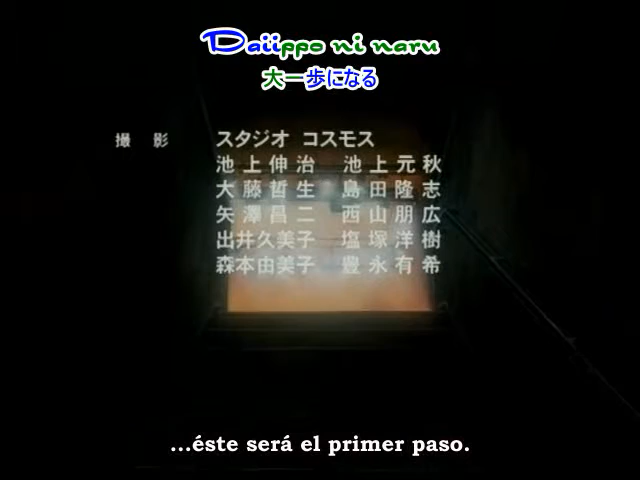 Daiippo ni naru
大一歩になる
撮 影 スタジオ コスモス
池上伸治 池上元秋
大藤哲生 島田隆志
矢澤昌二 西山朋広
出井久美子 塩塚洋樹
森本由美子 豊永有希
...éste será el primer paso.